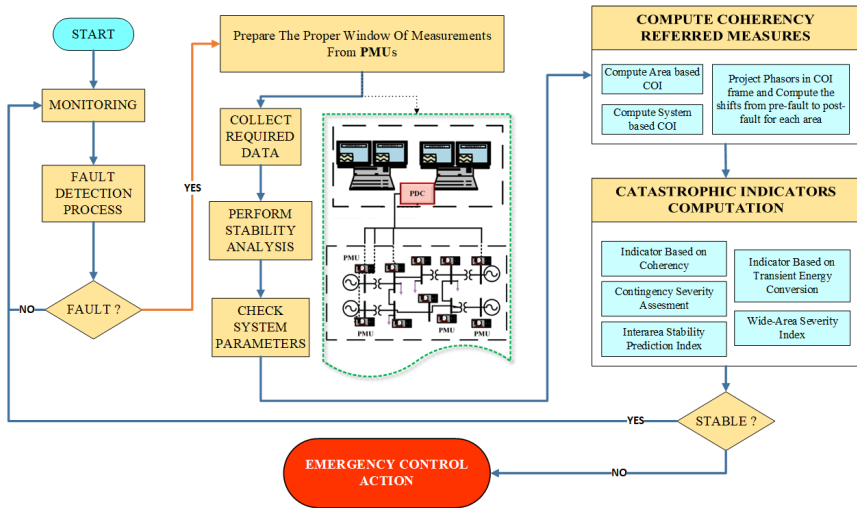 START
MONITORING
FAULT
DETECTION
PROCESS
FAULT ?
NO
YES
Prepare The Proper Window Of Measurements
From PMUs
COLLECT
REQUIRED
DATA
PERFORM
STABILITY
ANALYSIS
CHECK
SYSTEM
PARAMETERS
PDC
PMU
PMU
PMU
PMU
COMPUTE COHERENCY
REFERRED MEASURES
Compute Area based
COI
Compute System
based COI
Project Phasors in COI
frame and Compute the
shifts from pre-fault to post-
fault for each area
CATASTROPHIC INDICATORS
COMPUTATION
Indicator Based on
Coherency
Contingency Severity
Assesment
Interarea Stability
Prediction Index
Indicator Based on
Transient Energy
Conversion
Wide-Area Severity
Index
STABLE ?
YES
NO
EMERGENCY CONTROL
ACTION